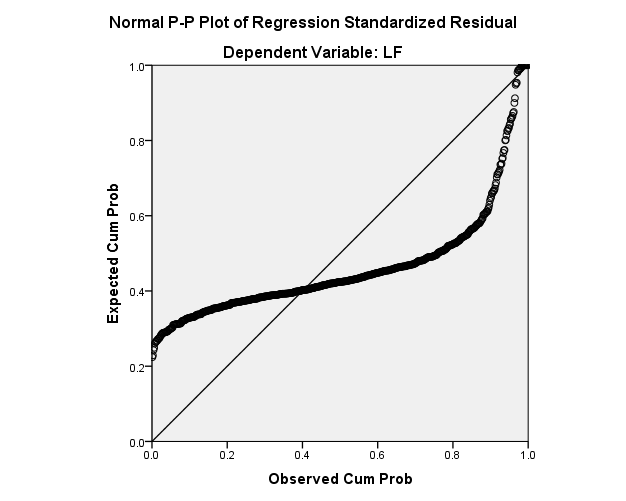 Normal P-P Plot of Regression Standardized Residual
Dependent Variable: LF
1.0
0.8
0.6
0.4
0.2
0.0
Expected Cum Prob
0.0 0.2 0.4 0.6 0.8 1.0
Observed Cum Prob